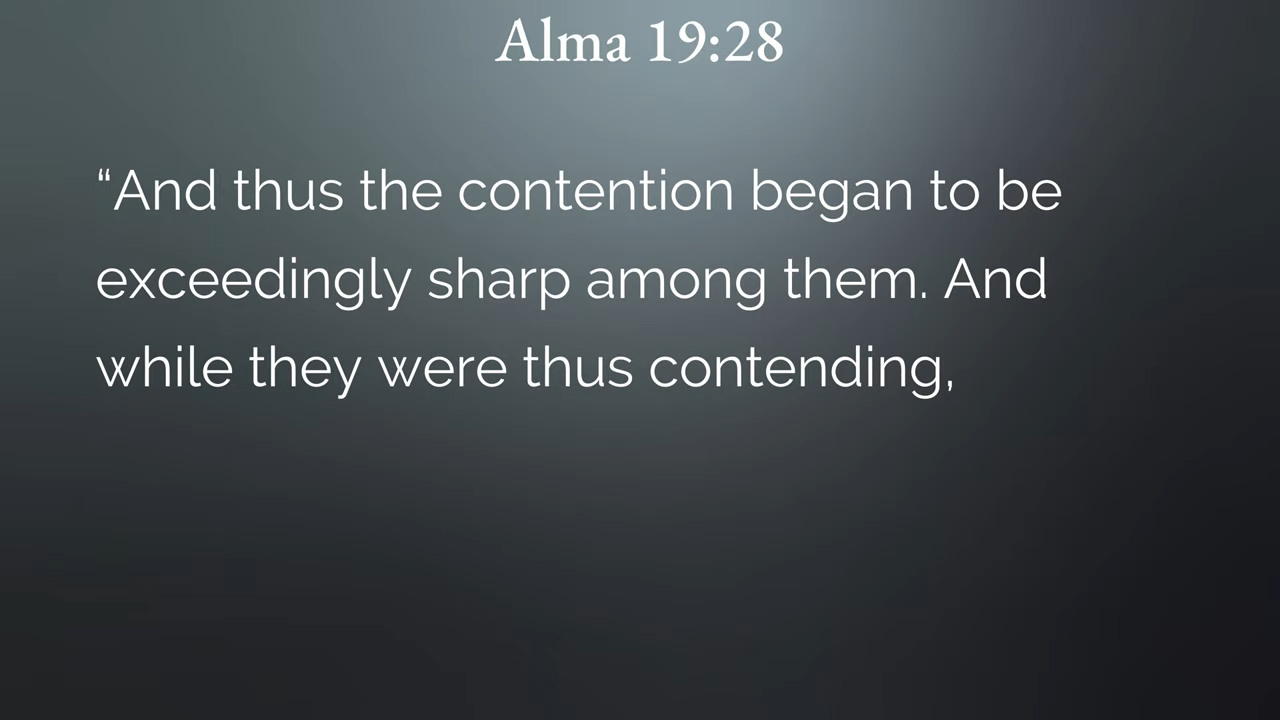 Alma 19:28
“And thus the contention began to be
exceedingly sharp among them. And
while they were thus contending,